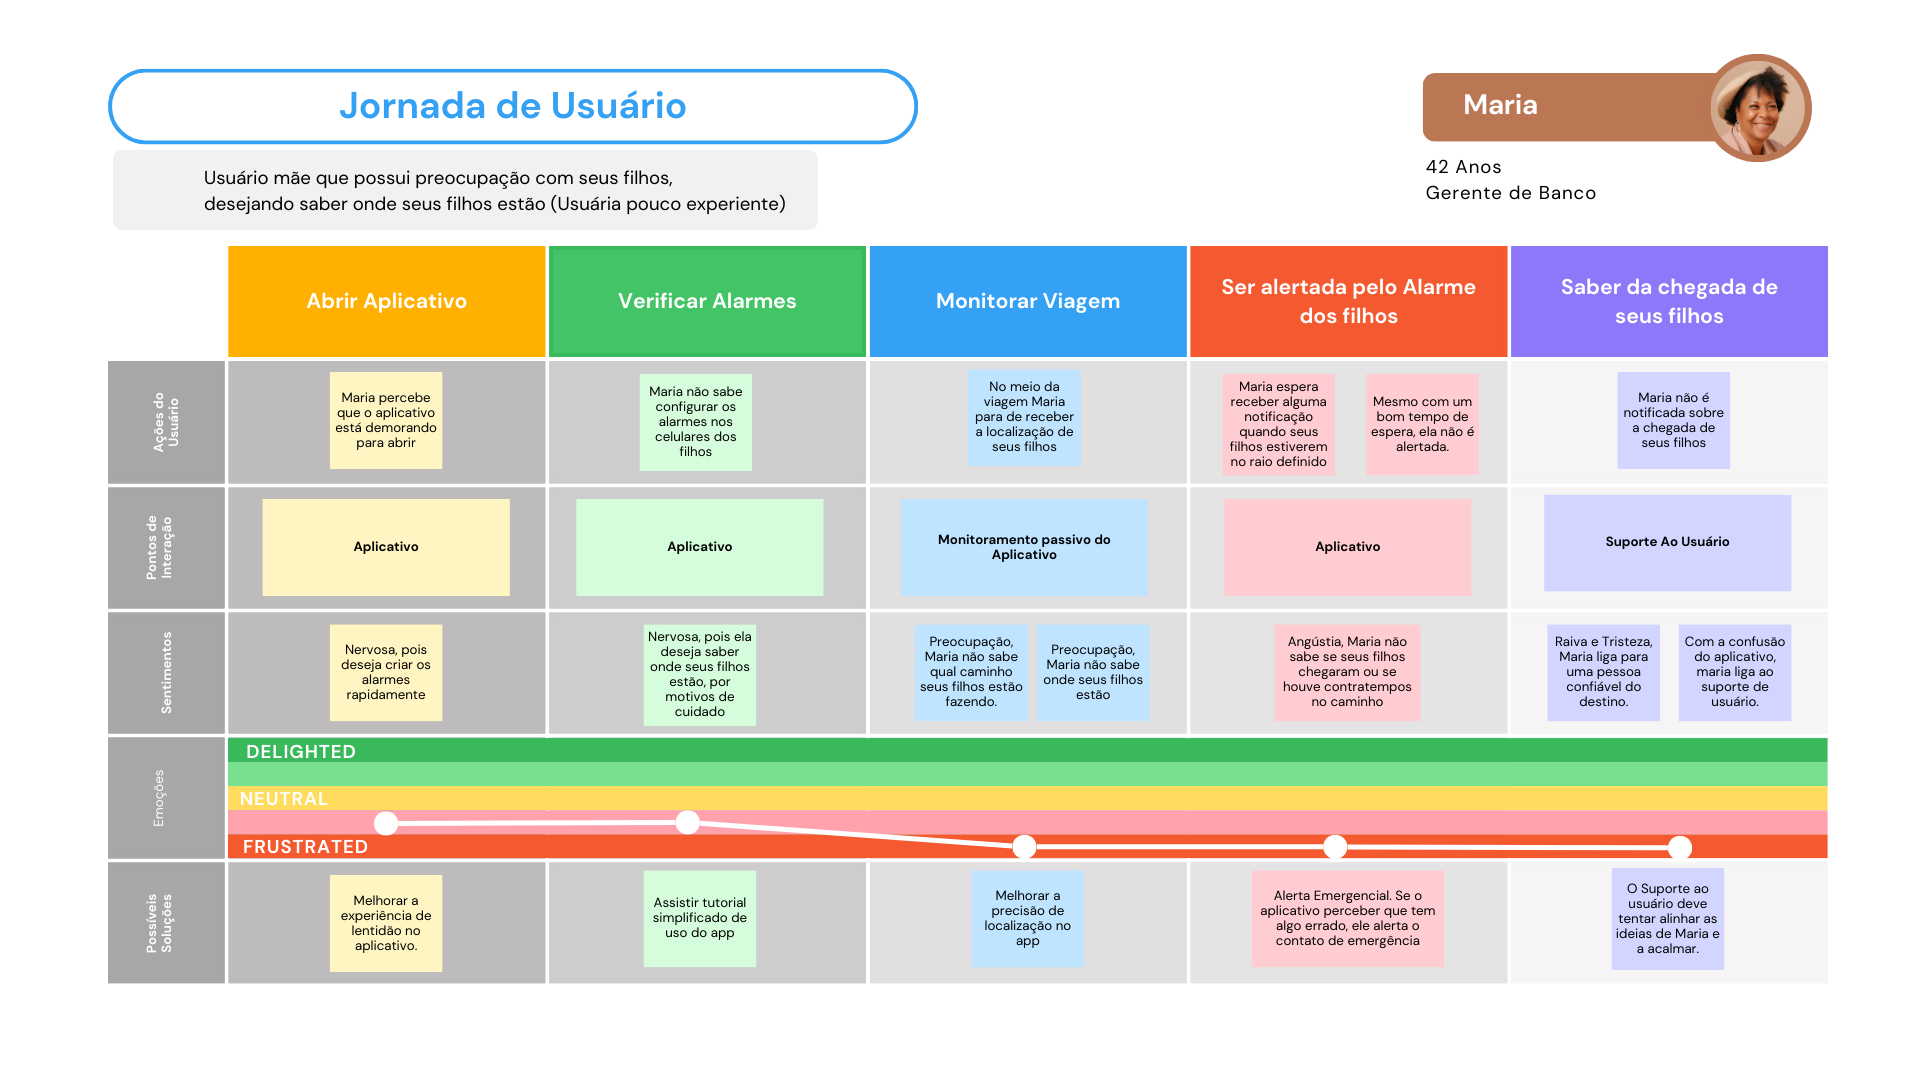 Jornada de Usuário
Maria
Usuário mãe que possui preocupação com seus filhos,
desejando saber onde seus filhos estão (Usuária pouco experiente)
42 Anos
Gerente de Banco
Abrir Aplicativo
Verificar Alarmes
Monitorar Viagem
Ser alertada pelo Alarme
dos filhos
Saber da chegada de
seus filhos
Ações do
Usuário
Maria percebe
que o aplicativo
está demorando
para abrir
Maria não sabe
configurar os
alarmes nos
celulares dos
filhos
No meio da
viagem Maria
para de receber
a localização de
seus filhos
Maria espera
receber alguma
notificação
quando seus
filhos estiverem
no raio definido
Mesmo com um
bom tempo de
espera, ela não é
alertada.
Maria não é
notificada sobre
a chegada de
seus filhos
Pontos de
Interação
Aplicativo
Aplicativo
Monitoramento passivo do
Aplicativo
Aplicativo
Suporte Ao Usuário
Sentimentos
Nervosa, pois
deseja criar os
alarmes
rapidamente
Nervosa, pois ela
deseja saber
onde seus filhos
estão, por
motivos de
cuidado
Preocupação,
Maria não sabe
qual caminho
seus filhos estão
fazendo.
Preocupação,
Maria não sabe
onde seus filhos
estão
Angústia, Maria não
sabe se seus filhos
chegaram ou se
houve contratempos
no caminho
Raiva e Tristeza,
Maria liga para
uma pessoa
confiável do
destino.
Com a confusão
do aplicativo,
maria liga ao
suporte de
usuário.
Emoções
DELIGHTED
NEUTRAL
FRUSTRATED
Possíveis
Soluções
Melhorar a
experiência de
lentidão no
aplicativo.
Assistir tutorial
simplificado de
uso do app
Melhorar a
precisão de
localização no
app
Alerta Emergencial. Se o
aplicativo perceber que tem
algo errado, ele alerta o
contato de emergência
O Suporte ao
usuário deve
tentar alinhar as
ideias de Maria e
a acalmar.